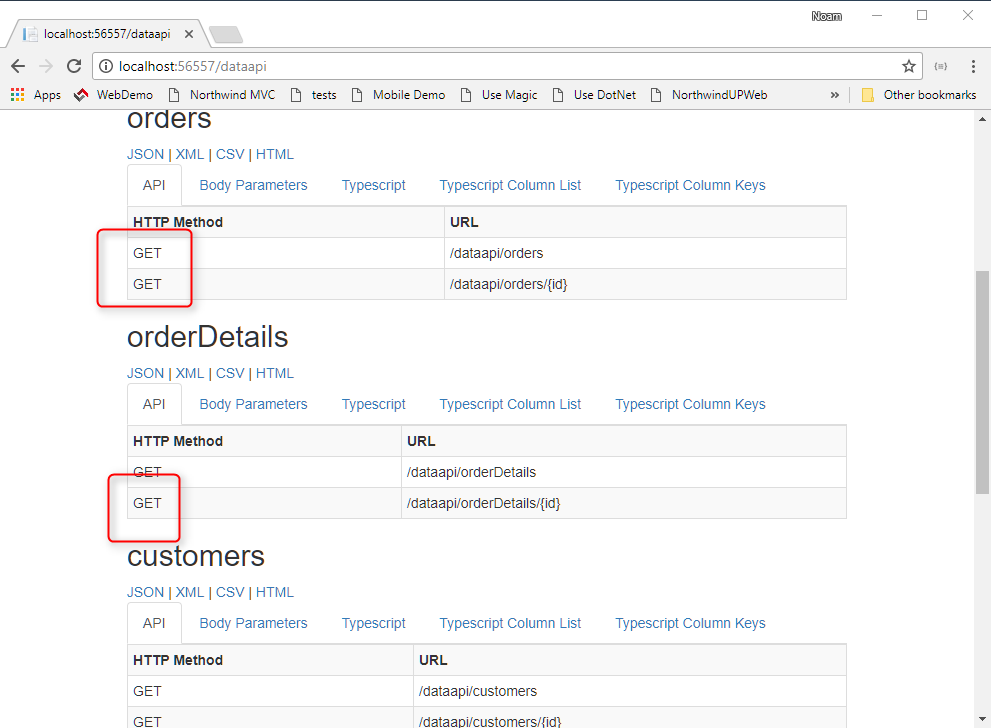 Noam
localhost:56557/dataapi
localhost:56557/dataapi
Apps WebDemo Northwind MVC tests Mobile Demo Use Magic Use DotNet NorthwindUPWeb » Other bookmarks
orders
JSON | XML | CSV | HTML
API Body Parameters Typescript Typescript Column List Typescript Column Keys
HTTP Method URL
GET /dataapi/orders
GET /dataapi/orders/{id}
orderDetails
JSON | XML | CSV | HTML
API Body Parameters Typescript Typescript Column List Typescript Column Keys
HTTP Method URL
GET /dataapi/orderDetails
GET /dataapi/orderDetails/{id}
customers
JSON | XML | CSV | HTML
API Body Parameters Typescript Typescript Column List Typescript Column Keys
HTTP Method URL
GET /dataapi/customers
GET /dataapi/customers/{id}